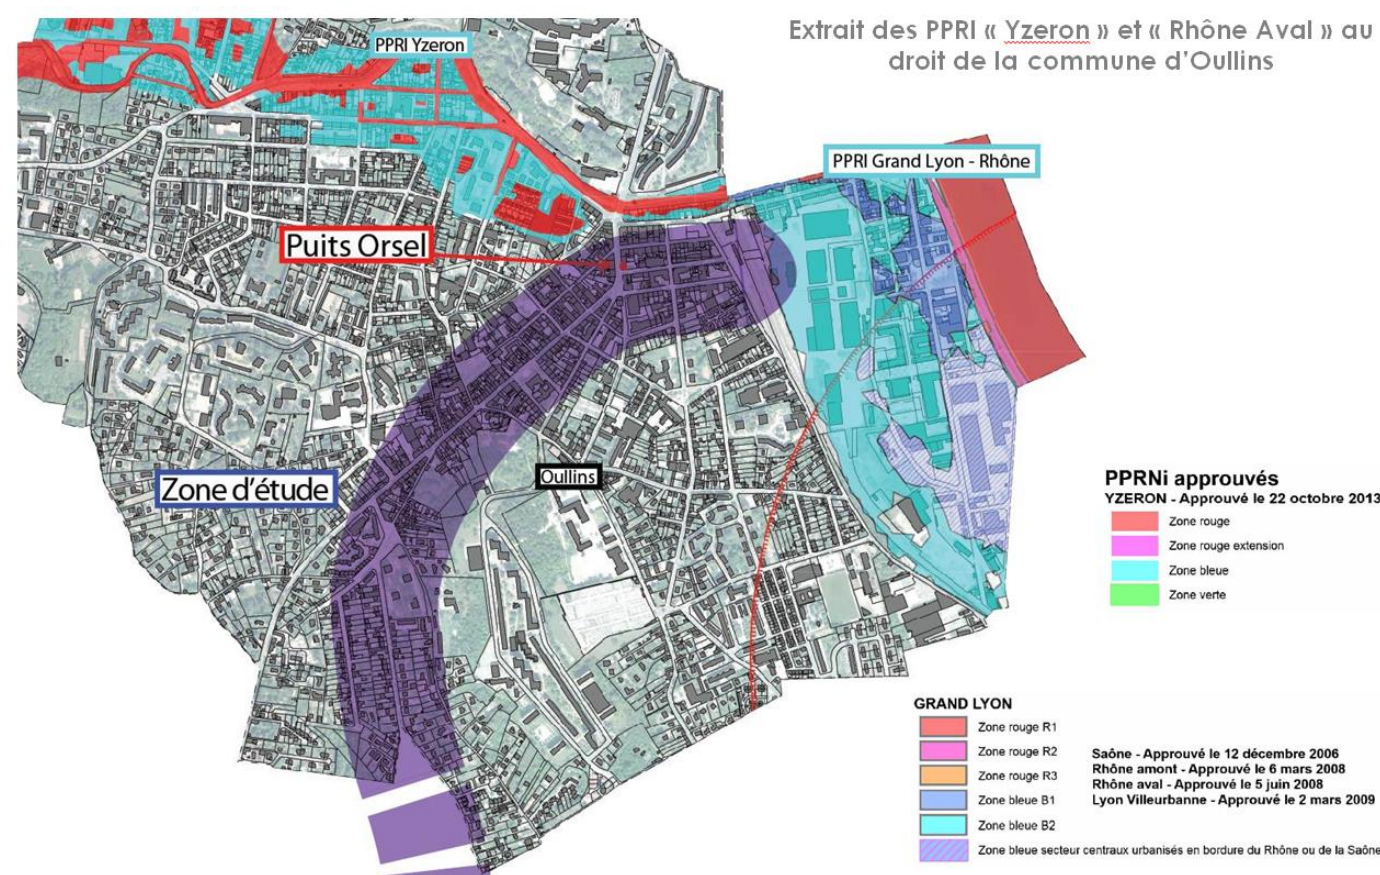 Extrait des PPRI « Yzeron » et « Rhône Aval » au
droit de la commune d'Oullins
PPRI Yzeron
PPRI Grand Lyon - Rhône
Puits Orsel
Zone d'étude
Oullins
PPRNi approuvés
YZERON - Approuvé le 22 octobre 2013
Zone rouge
Zone rouge extension
Zone bleue
Zone verte
GRAND LYON
Zone rouge R1
Zone rouge R2
Zone rouge R3
Zone bleue B1
Zone bleue B2
Zone bleue secteur centraux urbanisés en bordure du Rhône ou de la Saône
Saône - Approuvé le 12 décembre 2006
Rhône amont - Approuvé le 6 mars 2008
Rhône aval - Approuvé le 5 juin 2008
Lyon Villeurbanne - Approuvé le 2 mars 2009